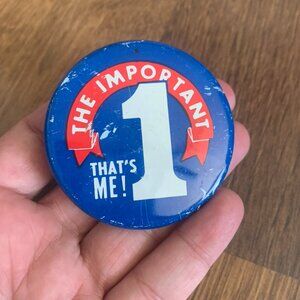 THE IMPORTANT
1
THAT'S
ME!